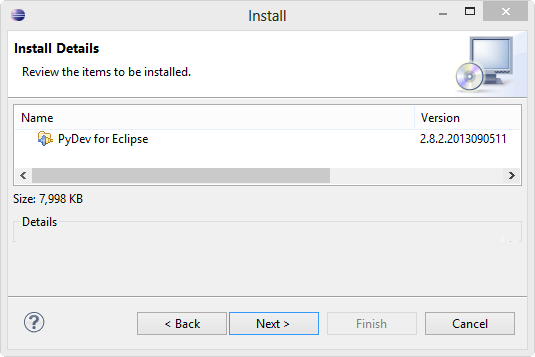 Install
Install Details
Review the items to be installed.
Name Version
PyDev for Eclipse 2.8.2.2013090511
Size: 7,998 KB
Details
? < Back Next > Finish Cancel